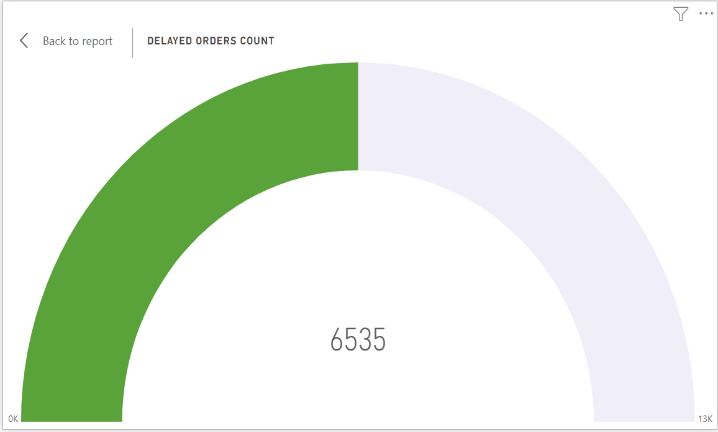 Back to report
DELAYED ORDERS COUNT
6535
0K
13K